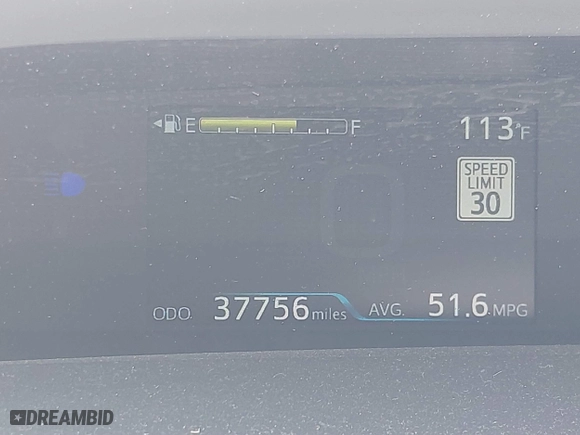 E F 113°F
SPEED
LIMIT
30
ODO. 37756 miles AVG. 51.6 MPG
DREAMBID